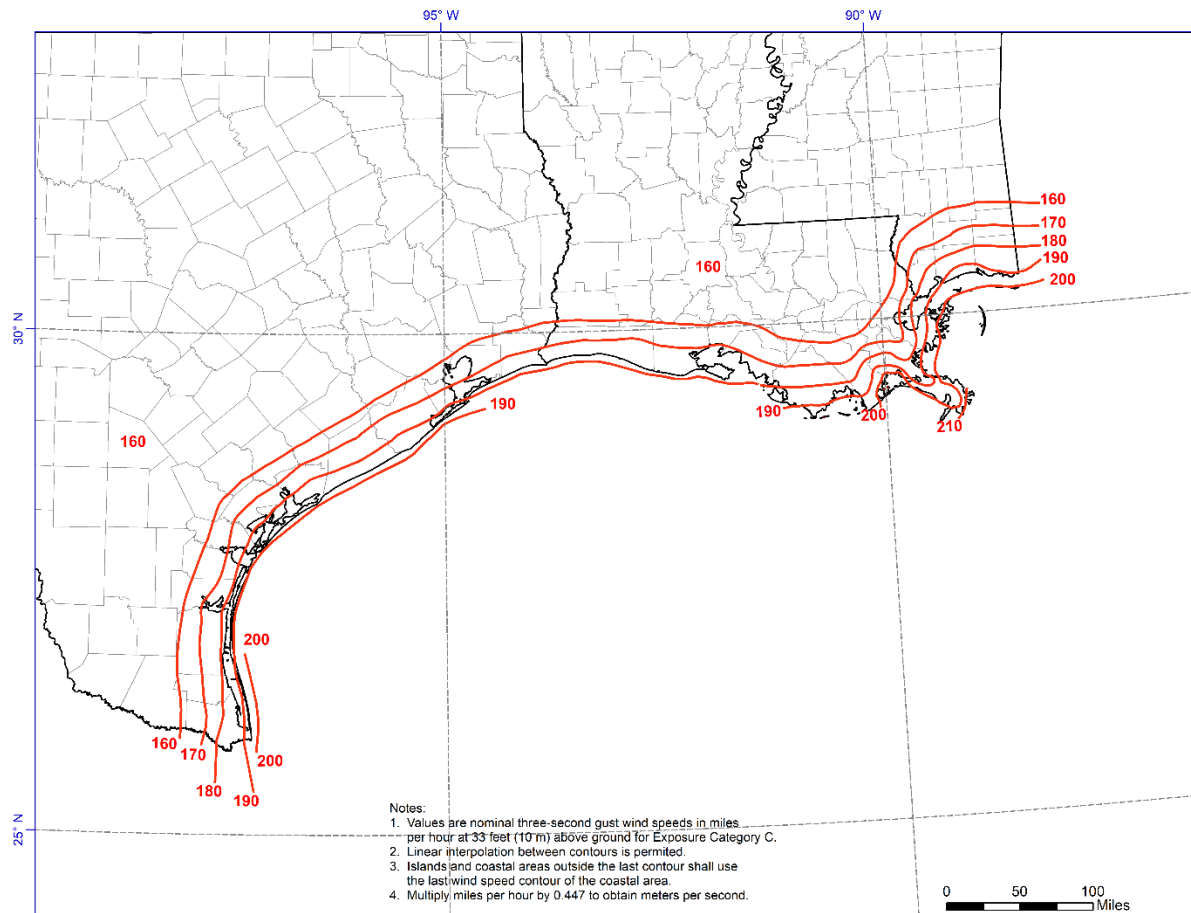 95° W
90° W
160
170
180
190
200
160
30° N
190
190
200
210
160
200
160
170
200
180
190
25° N
Notes:
1. Values are nominal three-second gust wind speeds in miles
per hour at 33 feet (10 m) above ground for Exposure Category C.
2. Linear interpolation between contours is permited.
3. Islands and coastal areas outside the last contour shall use
the last wind speed contour of the coastal area.
4. Multiply miles per hour by 0.447 to obtain meters per second.
0 50 100
Miles